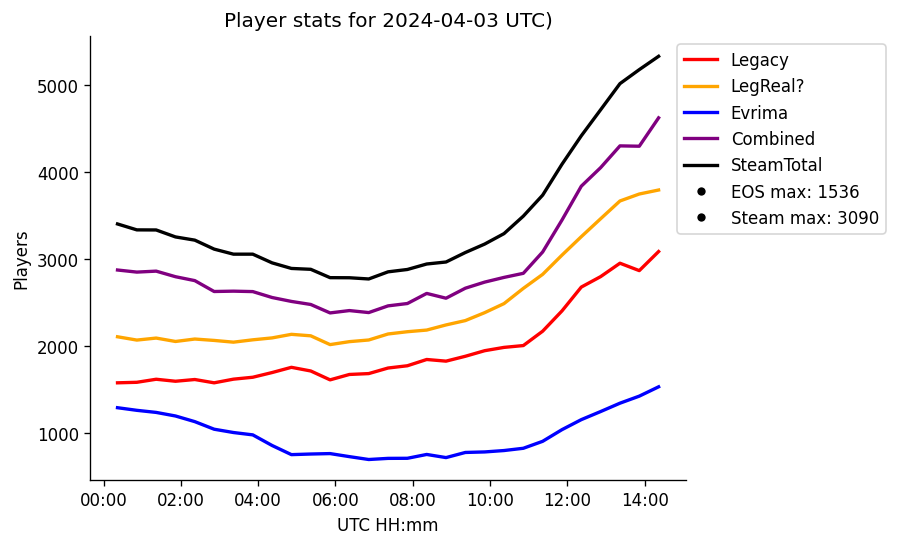 Player stats for 2024-04-03 UTC)
Legacy
LegReal?
Evrima
Combined
SteamTotal
EOS max: 1536
Steam max: 3090
Players
5000
4000
3000
2000
1000
00:00 02:00 04:00 06:00 08:00 10:00 12:00 14:00
UTC HH:mm